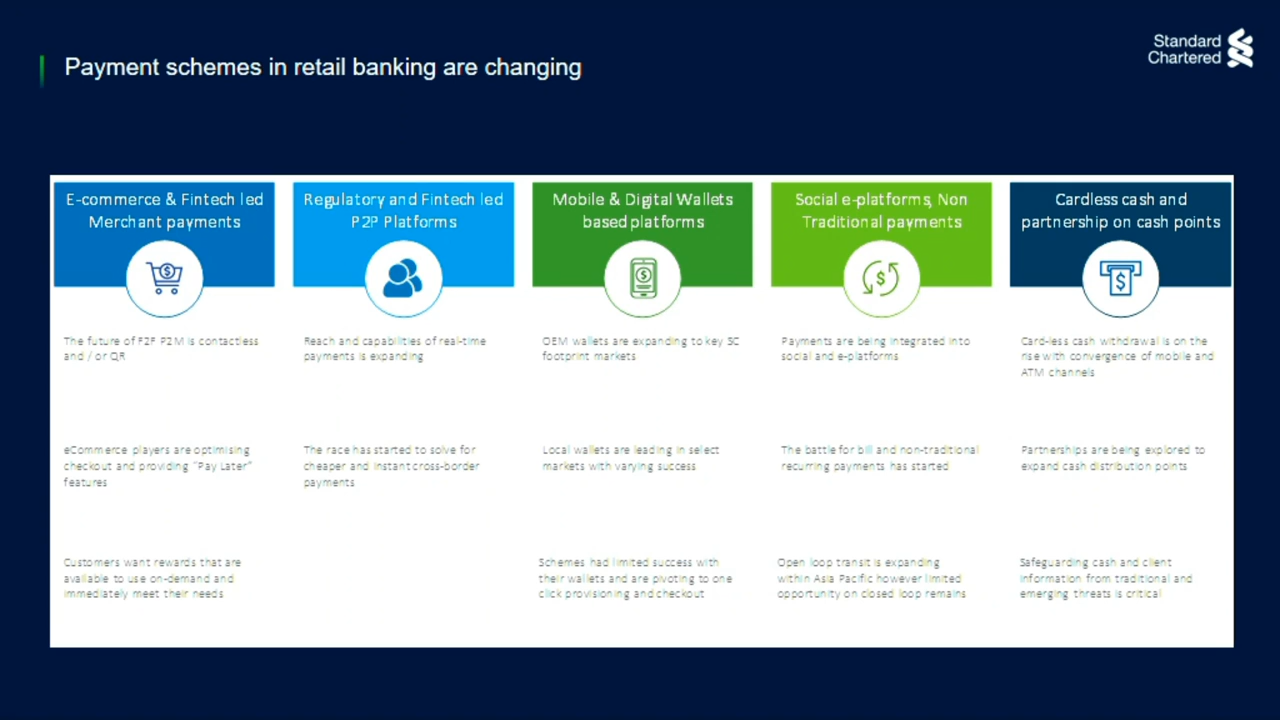 Payment schemes in retail banking are changing
Standard
Chartered
E-commerce & Fintech led
Merchant payments
The future of F2F P2M is contactless
and / or QR
eCommerce players are optimising
checkout and providing "Pay Later"
features
Customers want rewards that are
available to use on-demand and
immediately meet their needs
Regulatory and Fintech led
P2P Platforms
Reach and capabilities of real-time
payments is expanding
The race has started to solve for
cheaper and instant cross-border
payments
Mobile & Digital Wallets
based platforms
OEM wallets are expanding to key SC
footprint markets
Local wallets are leading in select
markets with varying success
Schemes had limited success with
their wallets and are pivoting to one
click provisioning and checkout
Social e-platforms, Non
Traditional payments
Payments are being integrated into
social and e-platforms
The battle for bill and non-traditional
recurring payments has started
Open loop transit is expanding
within Asia Pacific however limited
opportunity on closed loop remains
Cardless cash and
partnership on cash points
Card-less cash withdrawal is on the
rise with convergence of mobile and
ATM channels
Partnerships are being explored to
expand cash distribution points
Safeguarding cash and client
information from traditional and
emerging threats is critical